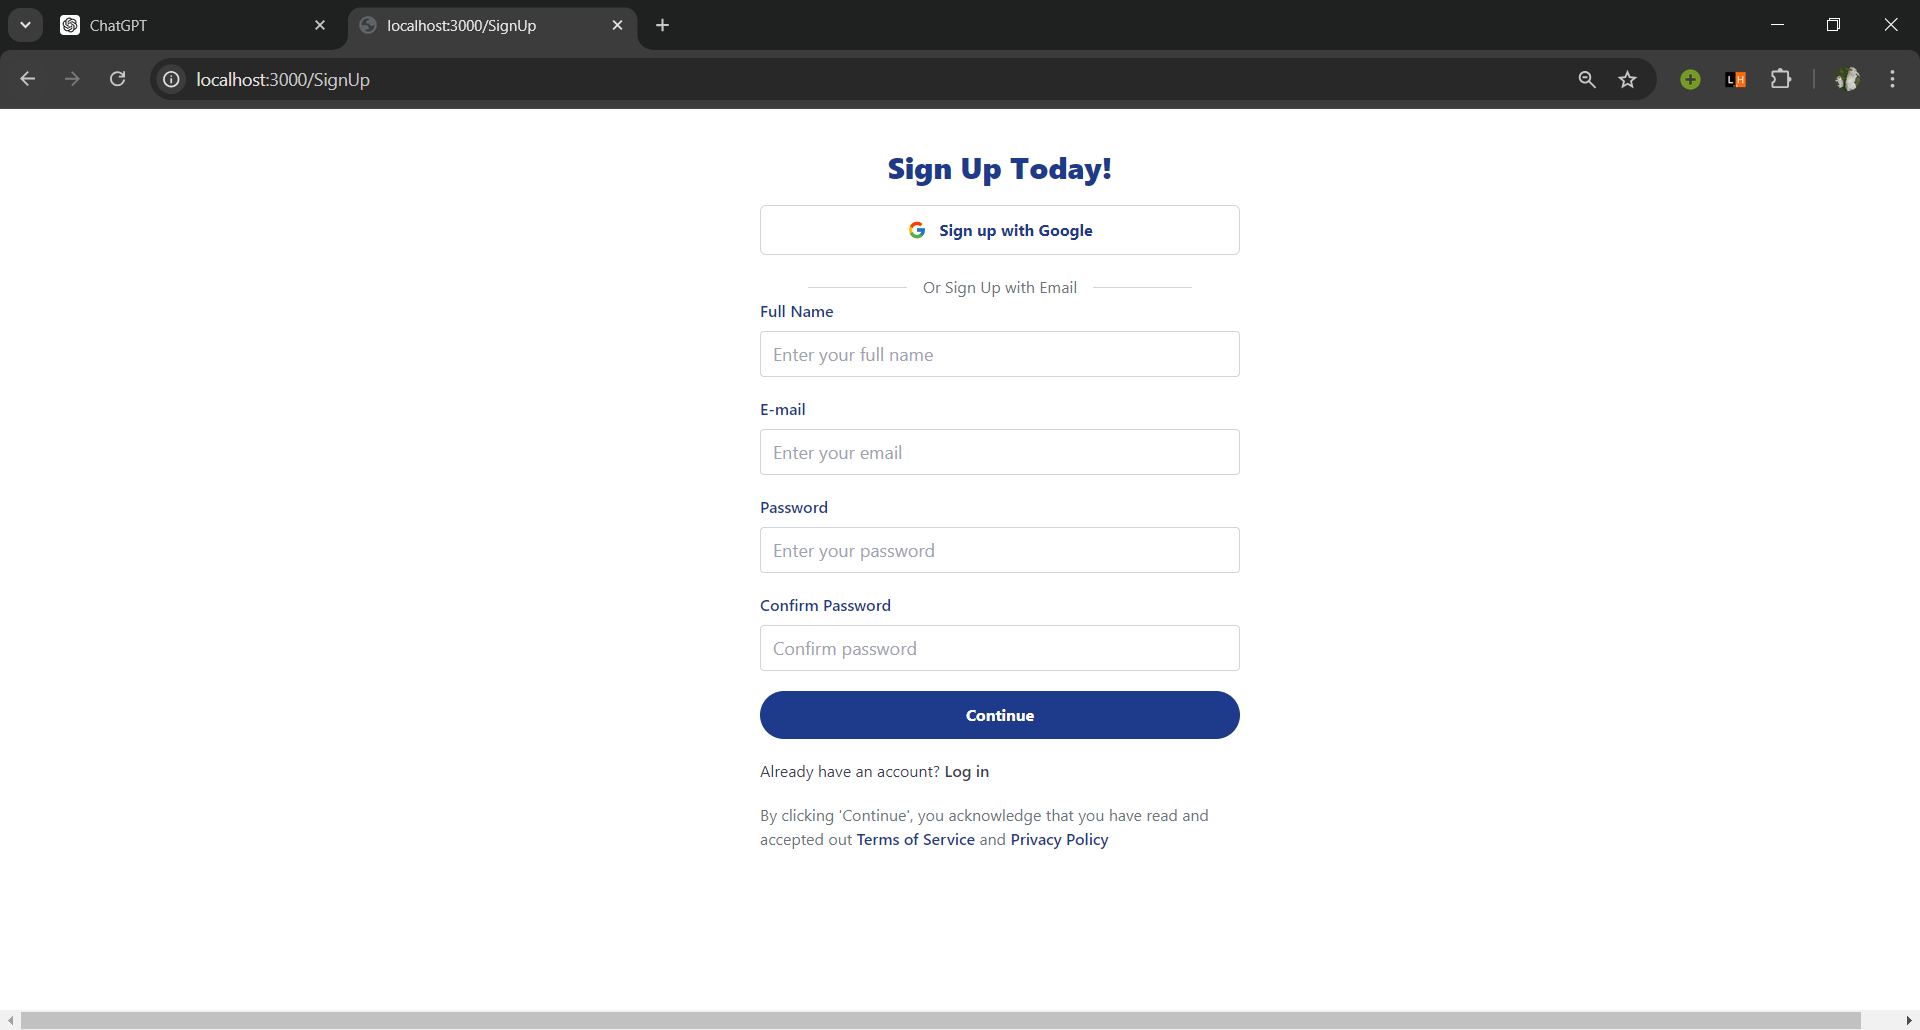 ChatGPT
localhost:3000/SignUp
localhost:3000/SignUp
L H
Sign Up Today!
Sign up with Google
Or Sign Up with Email
Full Name
Enter your full name
E-mail
Enter your email
Password
Enter your password
Confirm Password
Confirm password
Continue
Already have an account? Log in
By clicking 'Continue', you acknowledge that you have read and
accepted out Terms of Service and Privacy Policy